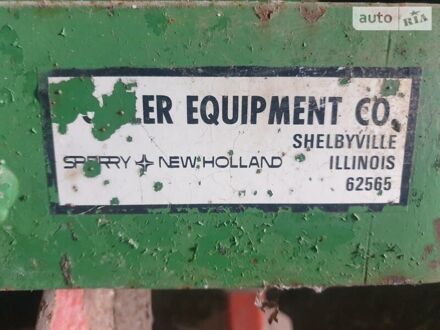 auto RIA
LER EQUIPMENT CO.
SHELBYVILLE
SPERRY NEW HOLLAND ILLINOIS
62565